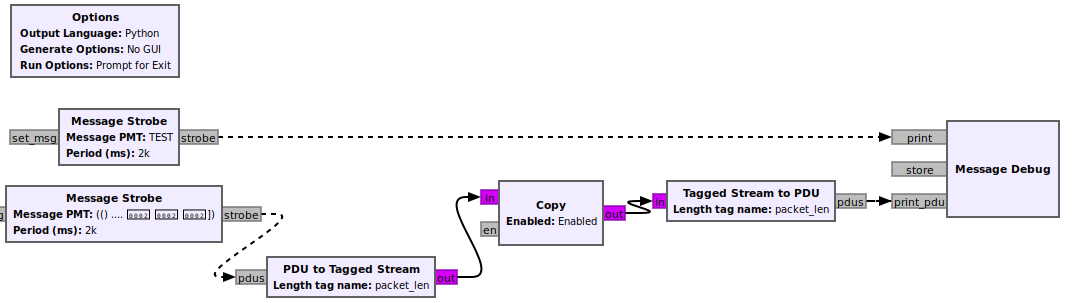 Options
Output Language: Python
Generate Options: No GUI
Run Options: Prompt for Exit
Message Strobe
set_msg
Message PMT: TEST
strobe
Period (ms): 2k
print
store
Message Debug
print_pdu
Message Strobe
g
Message PMT: (() .... 0002 0002 0002])
strobe
Period (ms): 2k
in
Copy
out
en
Enabled: Enabled
Tagged Stream to PDU
in
pdus
Length tag name: packet_len
PDU to Tagged Stream
pdus
out
Length tag name: packet_len